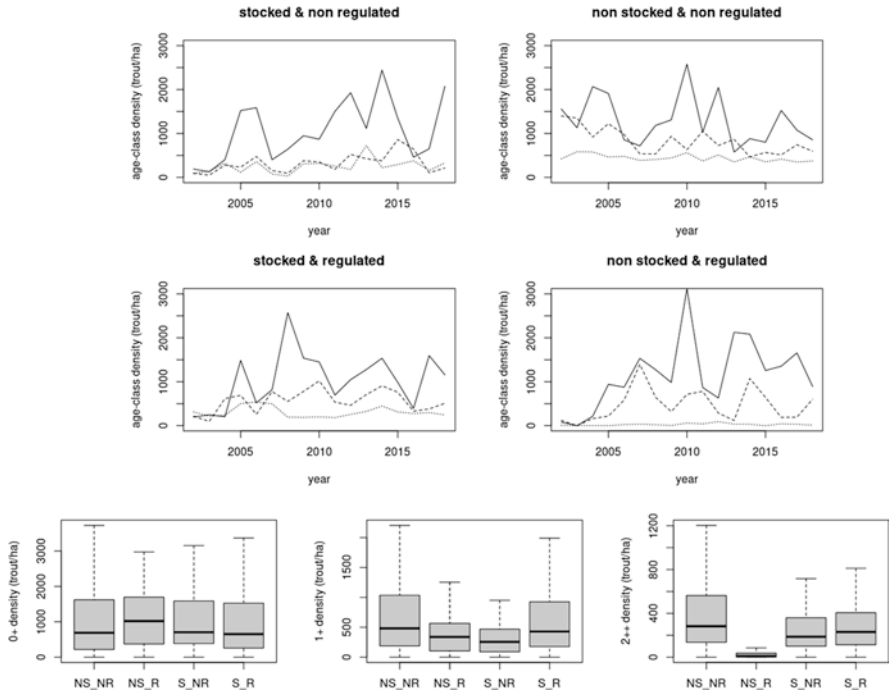 stocked & non regulated
non stocked & non regulated
age-class density (trout/ha)
0 1000 2000 3000
2005 2010 2015
year
age-class density (trout/ha)
0 1000 2000 3000
2005 2010 2015
year
stocked & regulated
non stocked & regulated
age-class density (trout/ha)
0 1000 2000 3000
2005 2010 2015
year
age-class density (trout/ha)
0 1000 2000 3000
2005 2010 2015
year
0+ density (trout/ha)
0 1000 2000 3000
NS_NR NS_R S_NR S_R
1+ density (trout/ha)
0 500 1500
NS_NR NS_R S_NR S_R
2++ density (trout/ha)
0 400 800 1200
NS_NR NS_R S_NR S_R